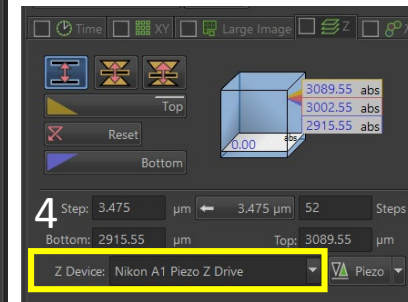 Time XY Large Image Z
Top
Reset
Bottom
3089.55 abs
3002.55 abs
2915.55 abs
0.00 abs
4 Step: 3.475 µm 3.475 µm 52 Steps
Bottom: 2915.55 µm Top: 3089.55 µm
Z Device: Nikon A1 Piezo Z Drive Piezo